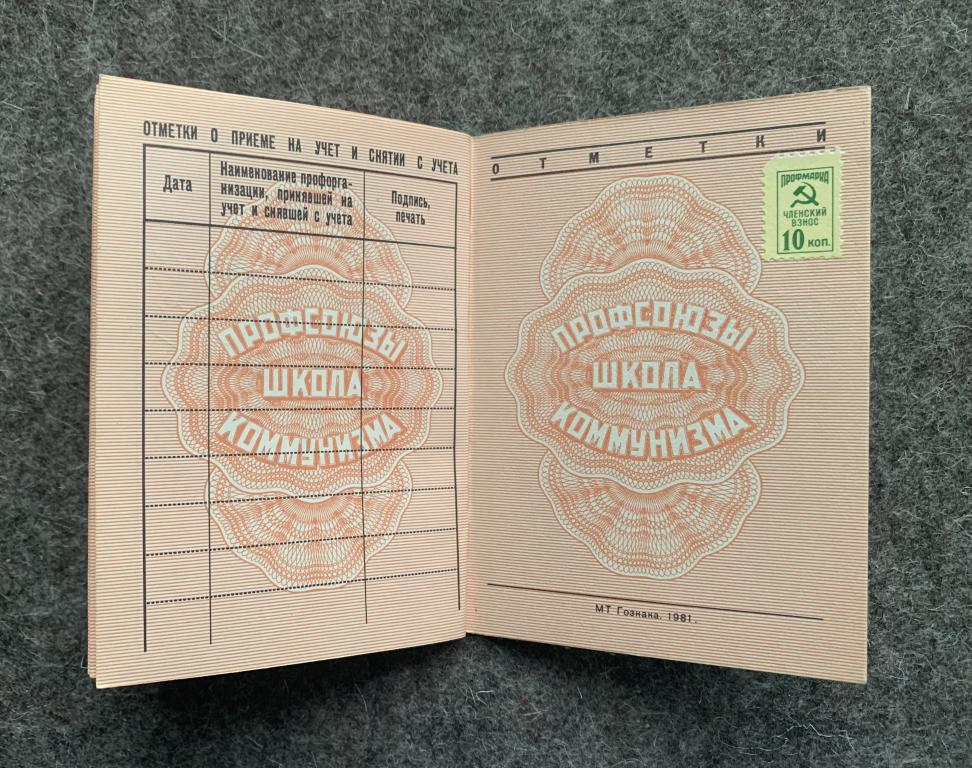 ОТМЕТКИ О ПРИЕМЕ НА УЧЕТ И СНЯТИИ С УЧЕТА
Дата
Наименование профорга-
низации, принявшей на
учет и снявшей с учета
Подпись,
печать
ПРОФСОЮЗЫ
ШКОЛА
КОММУНИЗМА
ОТМЕТКИ
ПРОФМАРКА
ЧЛЕНСКИЙ
ВЗНОС
10 КОП.
ПРОФСОЮЗЫ
ШКОЛА
КОММУНИЗМА
МТ Гознака. 1981.